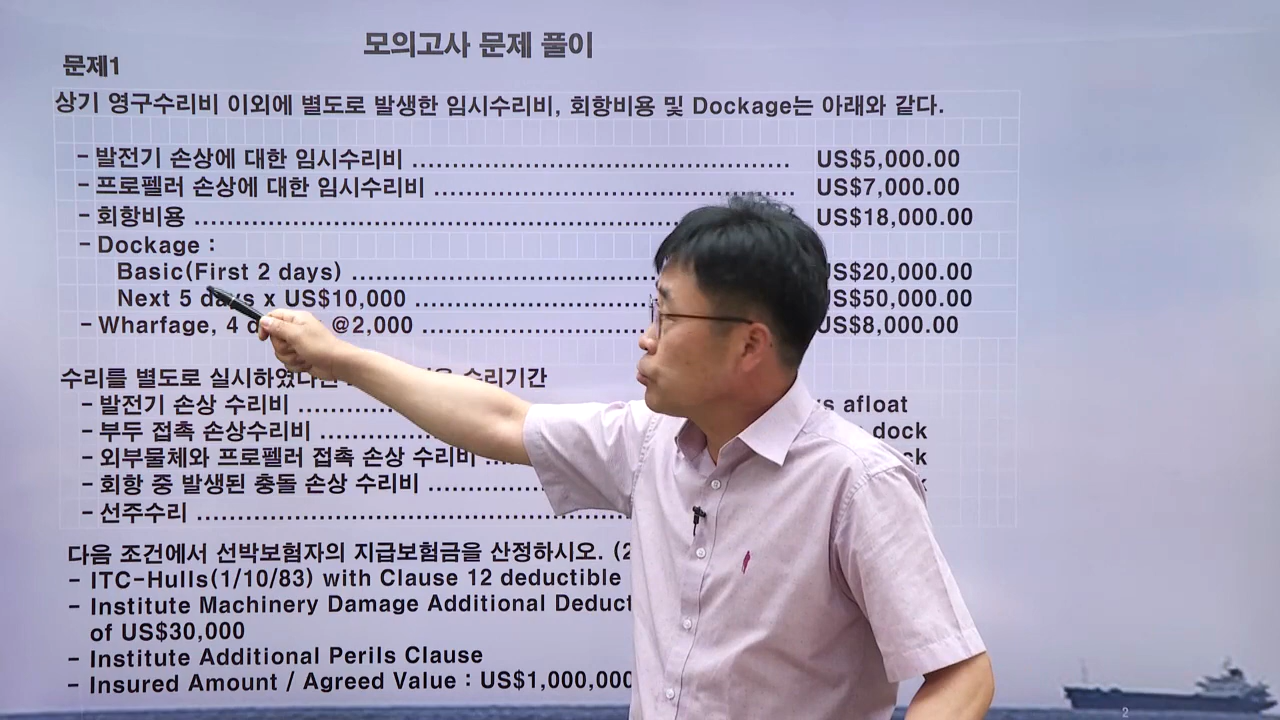 모의고사 문제 풀이
문제1
상기 영구수리비 이외에 별도로 발생한 임시수리비, 회항비용 및 Dockage는 아래와 같다.
- 발전기 손상에 대한 임시수리비 ........................................................ US$5,000.00
- 프로펠러 손상에 대한 임시수리비 ..................................................... US$7,000.00
- 회항비용 ........................................................................ US$18,000.00
- Dockage :
Basic(First 2 days) ............................................. US$20,000.00
Next 5 days x US$10,000 .................................... US$50,000.00
- Wharfage, 4 @2,000 ................................... US$8,000.00
수리를 별도로 실시하였다면 수리기간
- 발전기 손상 수리비 ............ afloat
- 부두 접촉 손상수리비 ................ dock
- 외부물체와 프로펠러 접촉 손상 수리비 ....
- 회항 중 발생된 충돌 손상 수리비 ..............
- 선주수리 ................................................................
다음 조건에서 선박보험자의 지급보험금을 산정하시오.
- ITC-Hulls(1/10/83) with Clause 12 deductible
- Institute Machinery Damage Additional
of US$30,000
- Institute Additional Perils Clause
- Insured Amount / Agreed Value : US$1,000,000
2